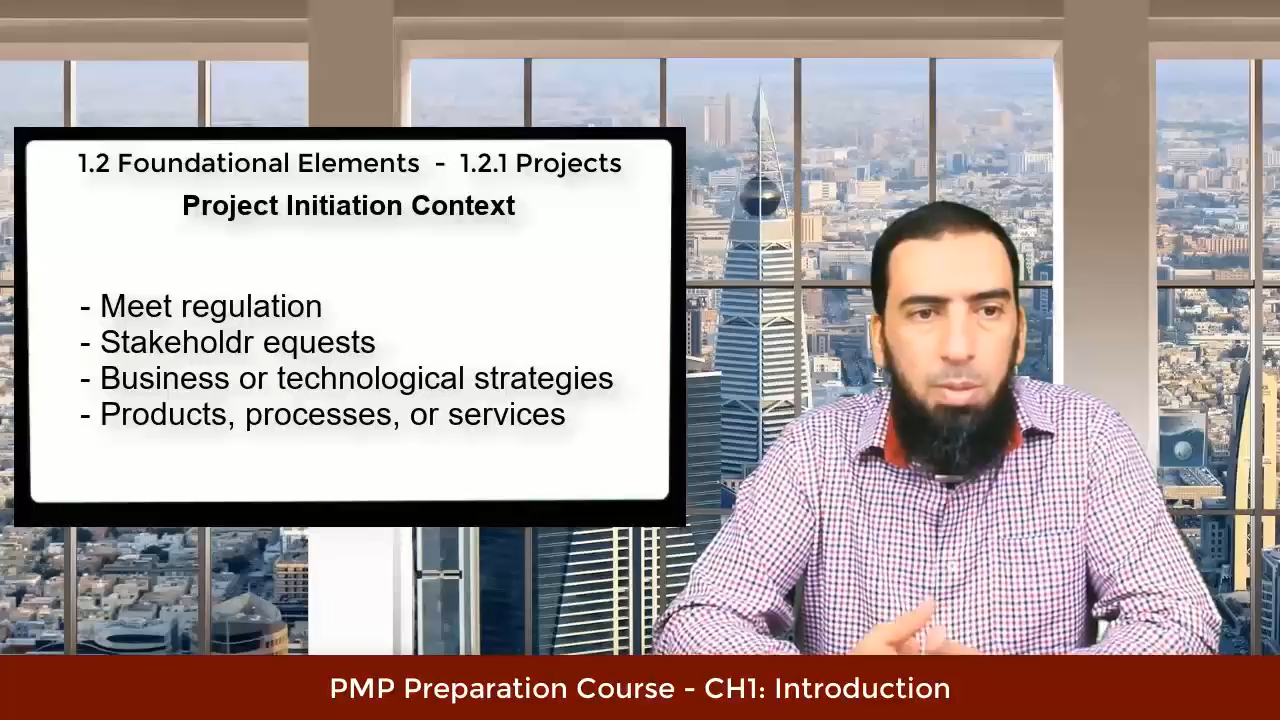 1.2 Foundational Elements - 1.2.1 Projects
Project Initiation Context
- Meet regulation
- Stakeholdr equests
- Business or technological strategies
- Products, processes, or services
PMP Preparation Course - CH1: Introduction